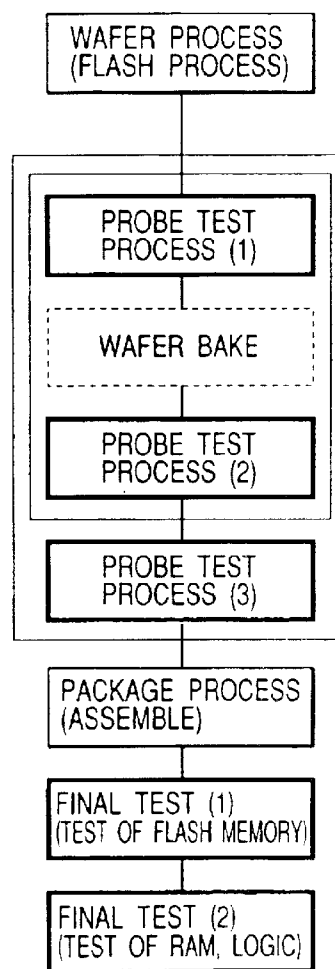 WAFER PROCESS
(FLASH PROCESS)
PROBE TEST
PROCESS (1)
WAFER BAKE
PROBE TEST
PROCESS (2)
PROBE TEST
PROCESS (3)
PACKAGE PROCESS
(ASSEMBLE)
FINAL TEST (1)
(TEST OF FLASH MEMORY)
FINAL TEST (2)
(TEST OF RAM, LOGIC)